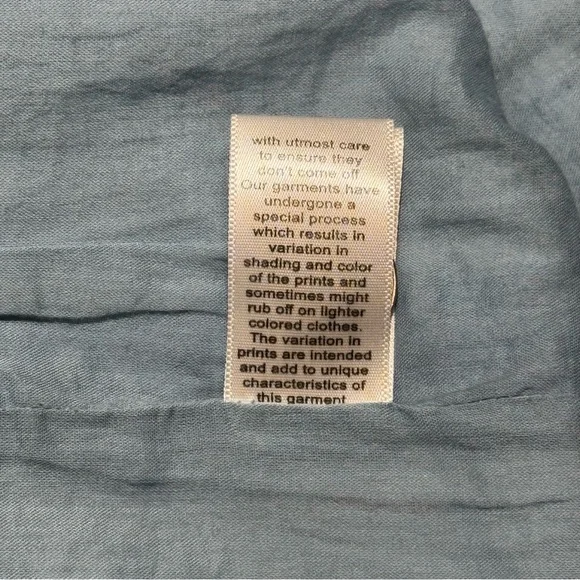 with utmost care
to ensure they
don't come off
Our garments have
undergone a
special process
which results in
variation in
shading and color
of the prints and
sometimes might
rub off on lighter
colored clothes.
The variation in
prints are intended
and add to unique
characteristics of
this garment